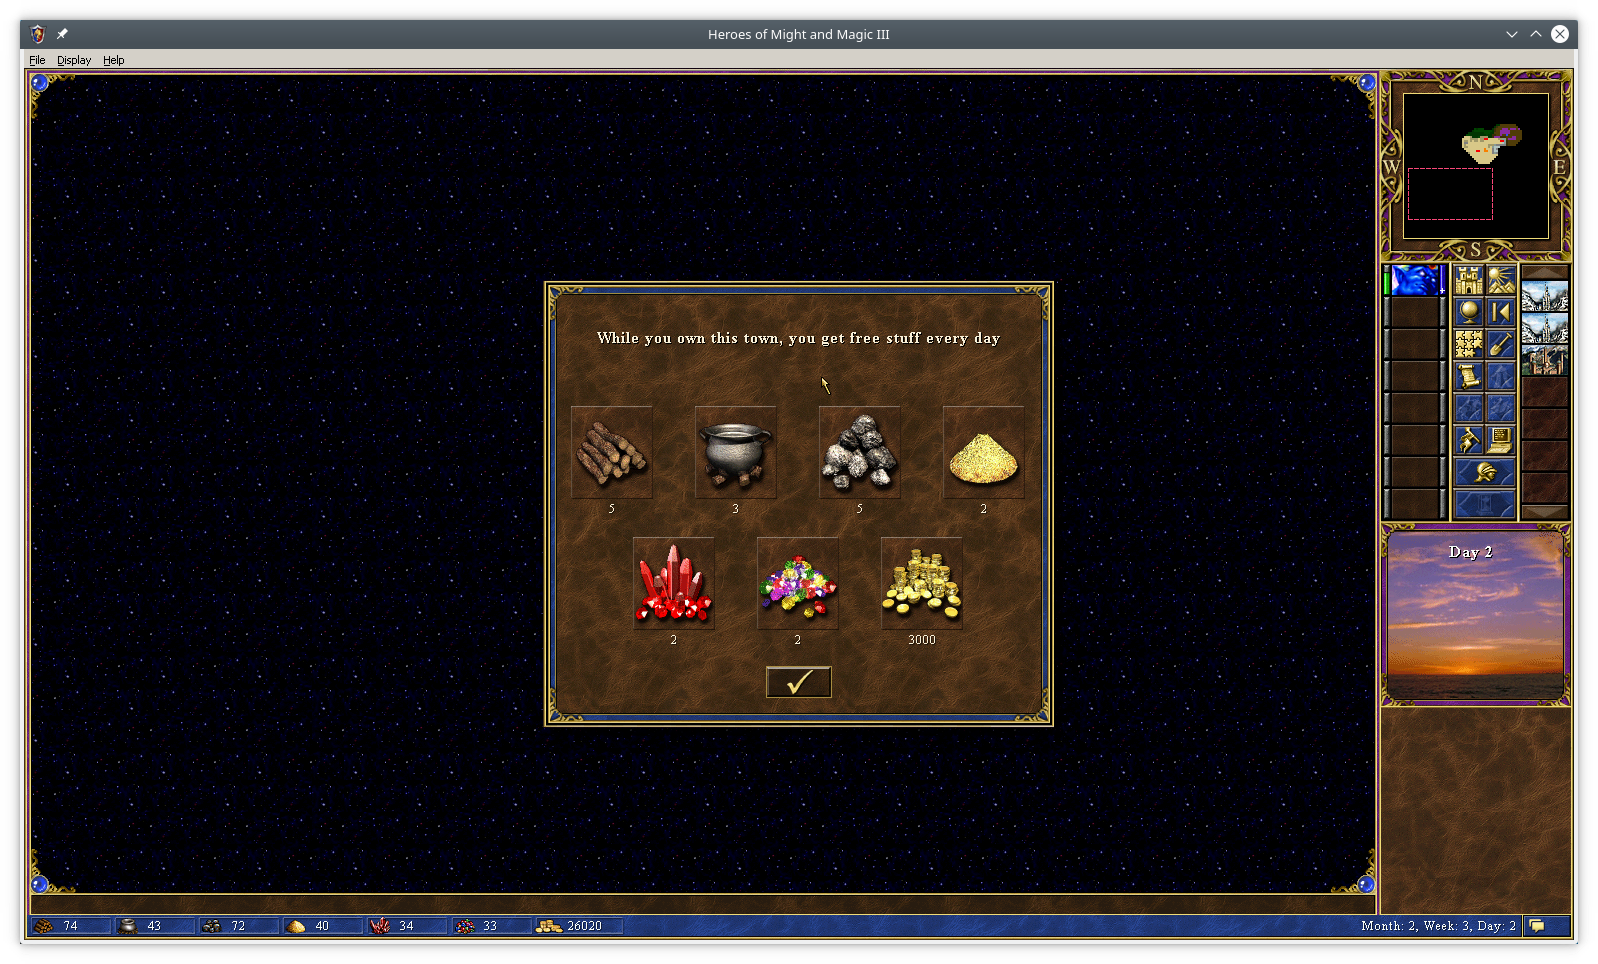 Heroes of Might and Magic III
File Display Help
N
W
E
S
While you own this town, you get free stuff every day
5 3 5 2
2 2 3000
Day 2
74 43 72 40 34 33 26020
Month: 2, Week: 3, Day: 2